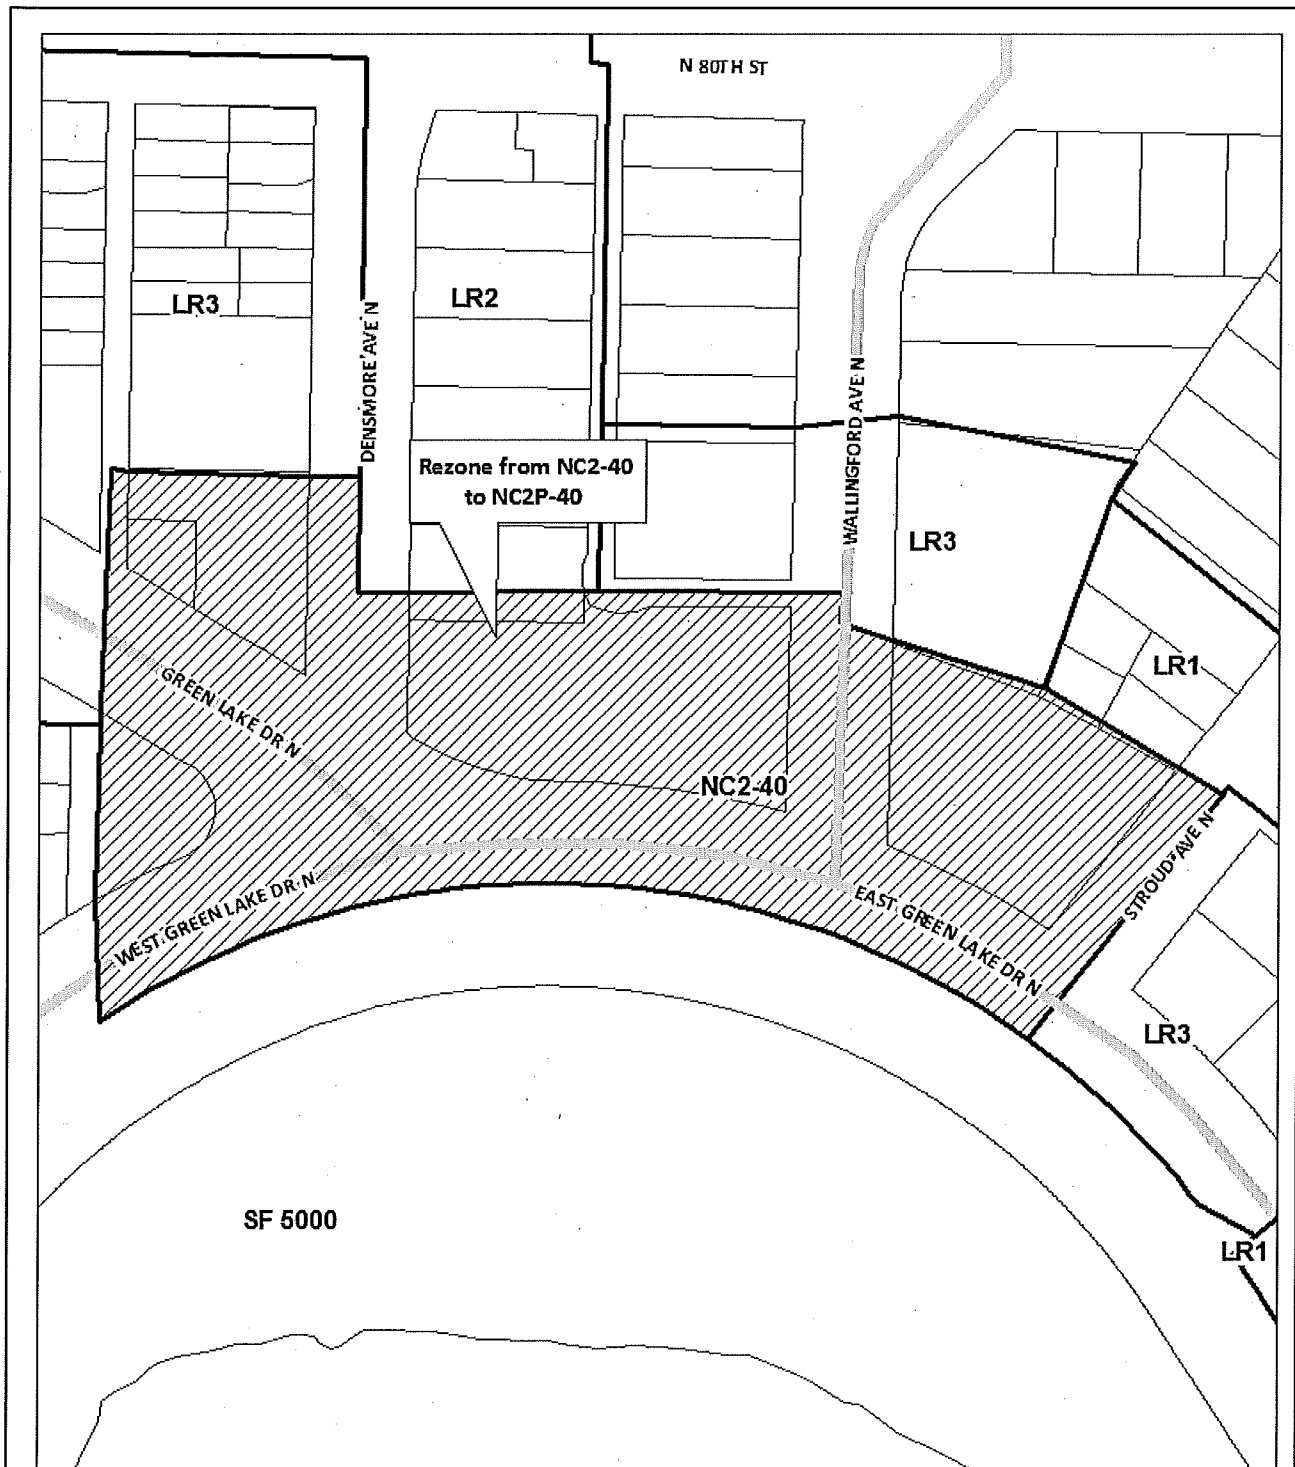 N 80TH ST
LR3
LR2
DENSMORE AVE N
WALLINGFORD AVE N
Rezone from NC2-40
to NC2P-40
LR3
LR1
GREEN LAKE DR N
NC2-40
STROUD AVE N
WEST GREEN LAKE DR N
EAST GREEN LAKE DR N
LR3
SF 5000
LR1